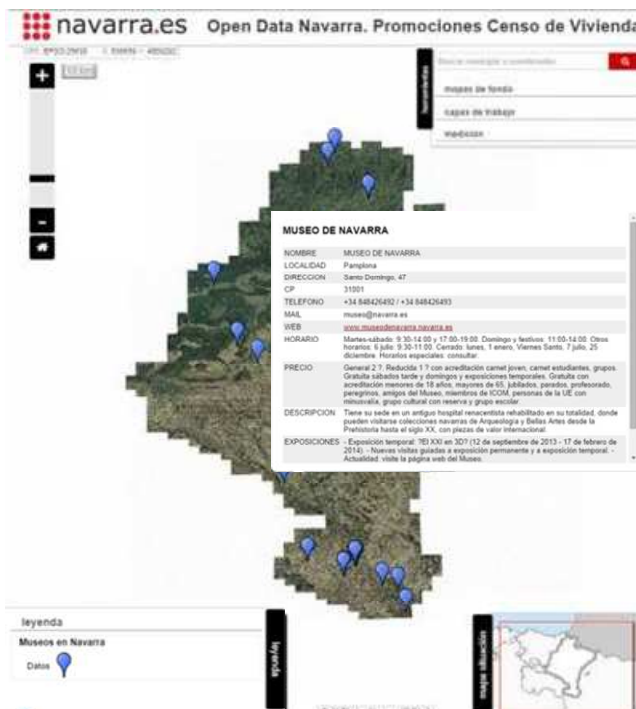 navarra.es Open Data Navarra. Promociones Censo de Vivienda
herramientas
mapas de fondo
capas de trabajo
medición
MUSEO DE NAVARRA
NOMBRE MUSEO DE NAVARRA
LOCALIDAD Pamplona
DIRECCION Santo Domingo, 47
CP 31001
TELEFONO +34 848426492 / +34 848426493
MAIL museo@navarra.es
WEB www.museodenavarra.navarra.es
HORARIO Martes-sábado: 9:30-14:00 y 17:00-19:00. Domingo y festivos: 11:00-14:00. Otros
horarios: 6 julio: 9:30-11:00. Cerrado: lunes, 1 enero, Viernes Santo, 7 julio, 25
diciembre. Horarios especiales: consultar.
PRECIO General 2 ?. Reducida 1 ? con acreditación carnet joven, carnet estudiantes, grupos.
Gratuita sábados tarde y domingos y exposiciones temporales. Gratuita con
acreditación menores de 18 años, mayores de 65, jubilados, parados, profesorado,
peregrinos, amigos del Museo, miembros de ICOM, personas de la UE con
minusvalía, grupo cultural con reserva y grupo escolar.
DESCRIPCION Tiene su sede en un antiguo hospital renacentista rehabilitado en su totalidad, donde
pueden visitarse colecciones navarras de Arqueología y Bellas Artes desde la
Prehistoria hasta el siglo XX, con piezas de valor internacional.
EXPOSICIONES - Exposición temporal: ?El XXI en 3D? (12 de septiembre de 2013 - 17 de febrero de
2014). - Nuevas visitas guiadas a exposición permanente y a exposición temporal. -
Actualidad: visite la página web del Museo.
leyenda
Museos en Navarra
Datos
leyenda
mapa situación